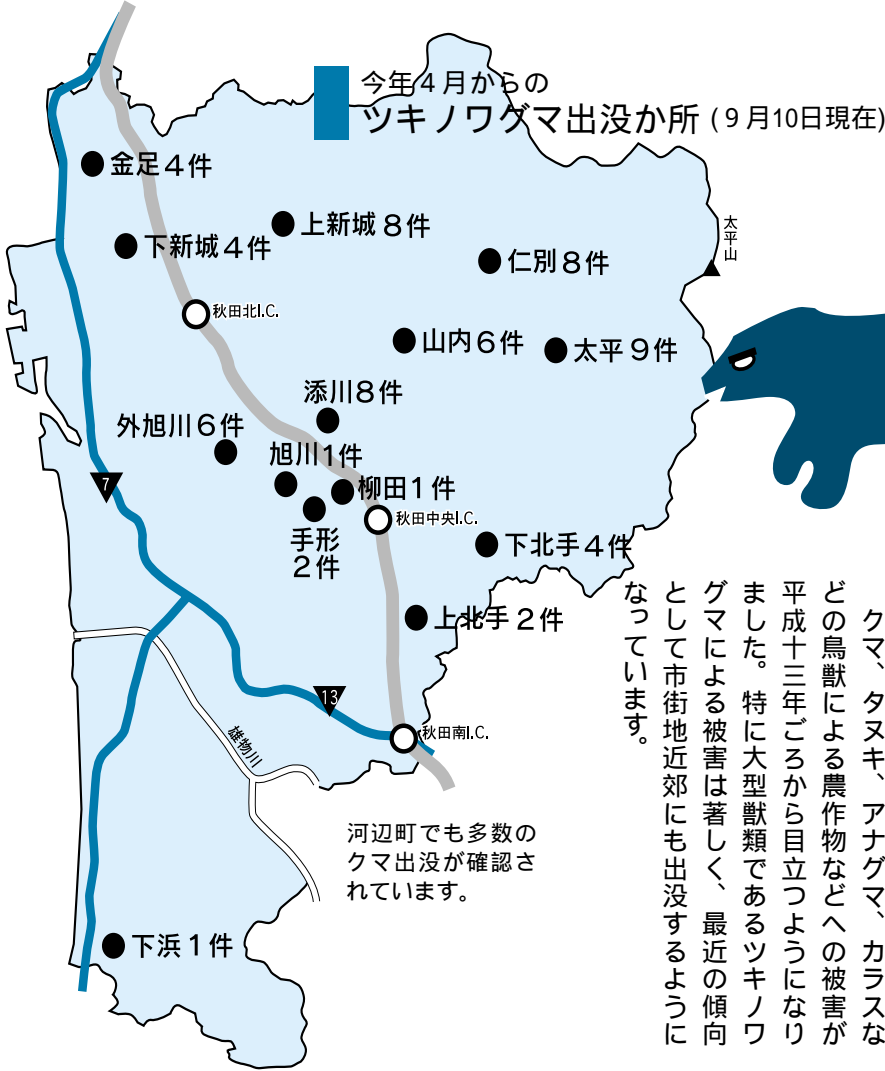 今年４月からの
ツキノワグマ出没か所(９月10日現在)
金足４件
上新城８件
下新城４件
仁別８件
太平山
秋田北I.C.
山内６件
太平９件
添川８件
外旭川６件
旭川１件
柳田１件
7
秋田中央I.C.
手形
２件
下北手４件
上北手２件
13
秋田南I.C.
雄物川
河辺町でも多数の
クマ出没が確認さ
れています。
下浜１件
クマ、タヌキ、アナグマ、カラスな
どの鳥獣による農作物などへの被害が
平成十三年ごろから目立つようになり
ました。特に大型獣類であるツキノワ
グマによる被害は著しく、最近の傾向
として市街地近郊にも出没するように
なっています。